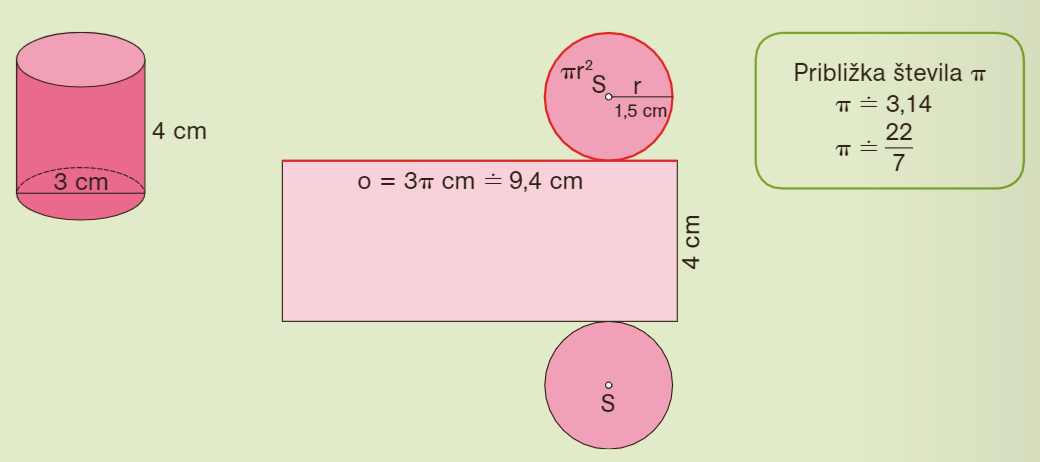 4 cm
3 cm
πr²
S
r
1,5 cm
o = 3π cm ≐ 9,4 cm
4 cm
S
Približka števila π
π ≐ 3,14
π ≐ 22/7